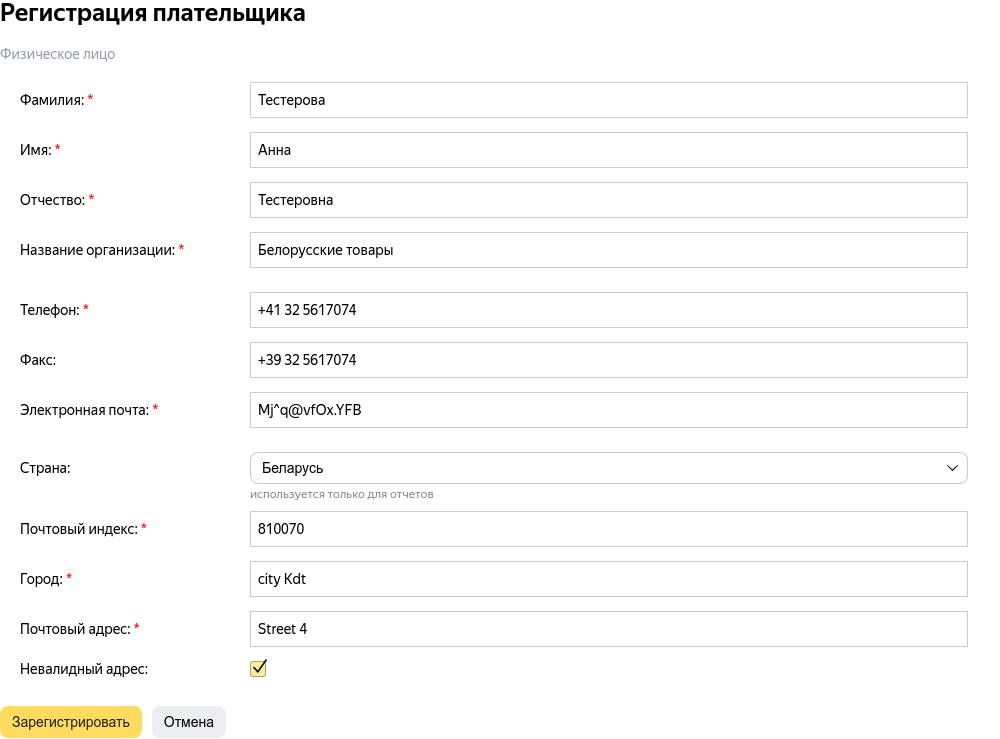 Регистрация плательщика
Физическое лицо
Фамилия: * Тестерова
Имя: * Анна
Отчество: * Тестеровна
Название организации: * Белорусские товары
Телефон: * +41 32 5617074
Факс: +39 32 5617074
Электронная почта: * Mj^q@vfOx.YFB
Страна: Беларусь
используется только для отчетов
Почтовый индекс: * 810070
Город: * city Kdt
Почтовый адрес: * Street 4
Невалидный адрес:
Зарегистрировать Отмена